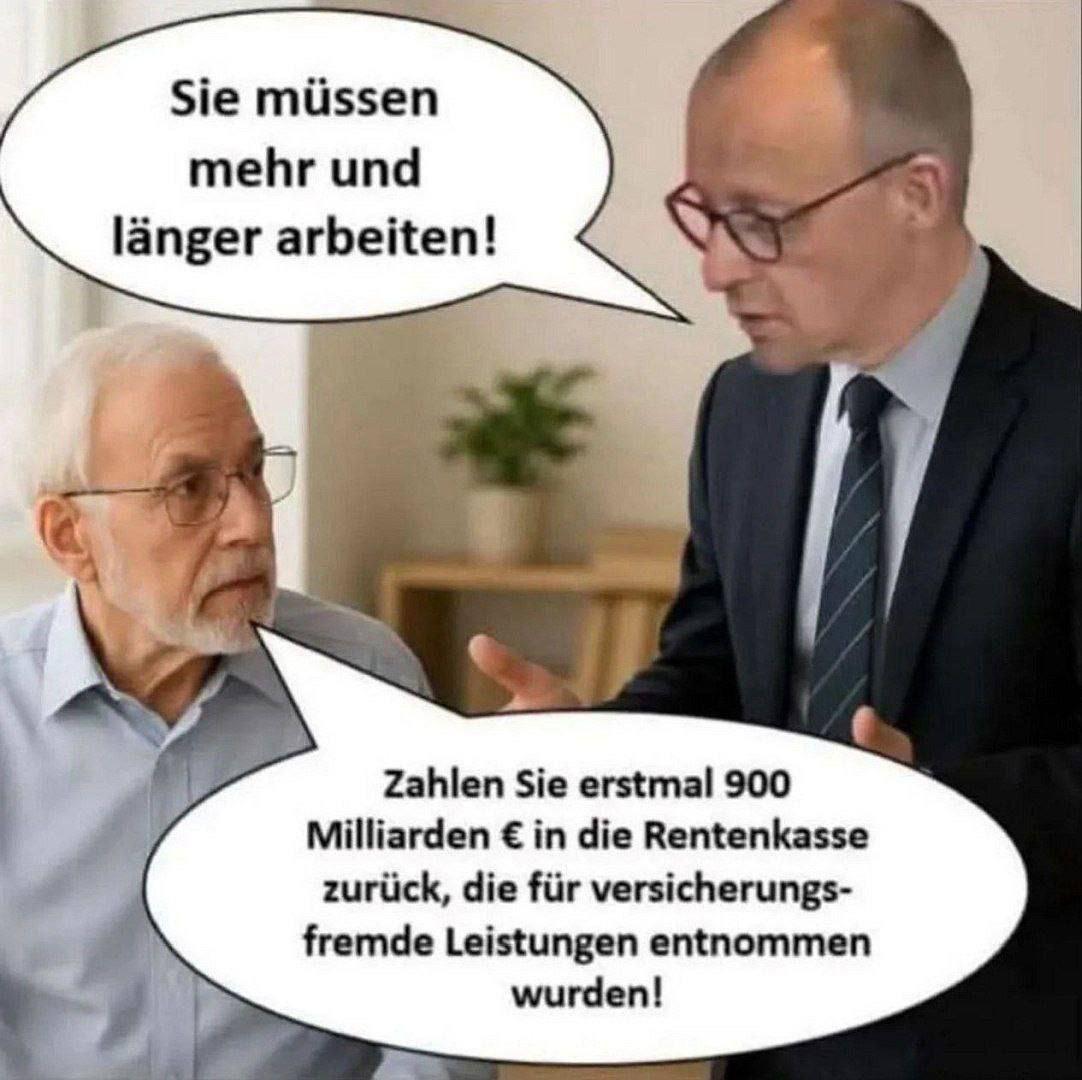 Sie müssen
mehr und
länger arbeiten!
Zahlen Sie erstmal 900
Milliarden € in die Rentenkasse
zurück, die für versicherungs-
fremde Leistungen entnommen
wurden!